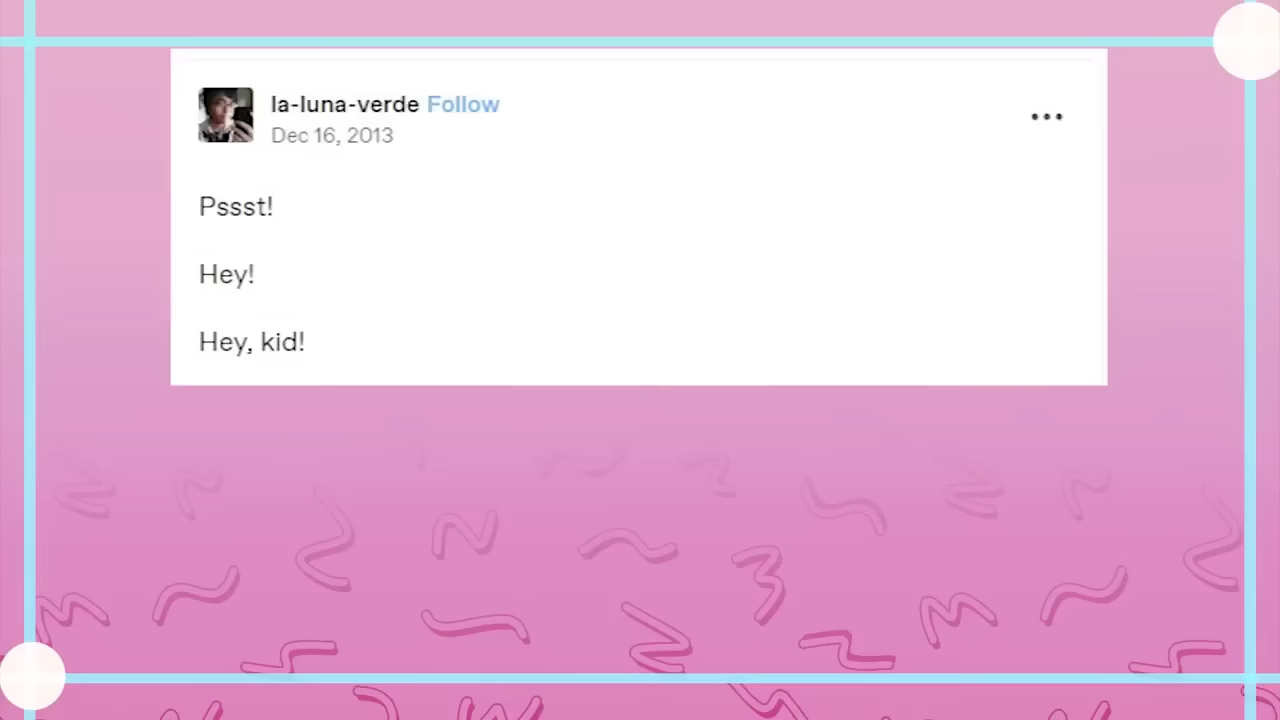 la-luna-verde Follow
Dec 16, 2013
Pssst!
Hey!
Hey, kid!